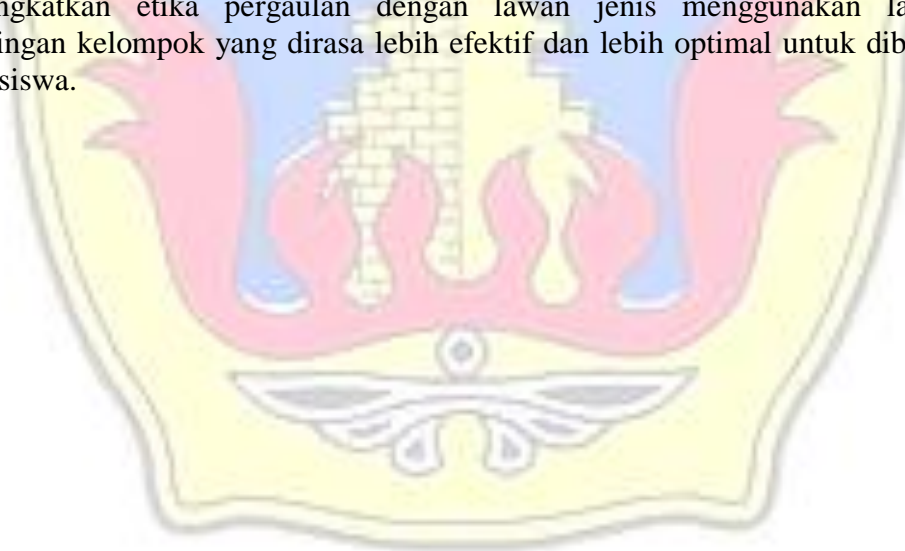 ngkatkan etika pergaulan dengan lawan jenis menggunakan la
ingan kelompok yang dirasa lebih efektif dan lebih optimal untuk dib
siswa.